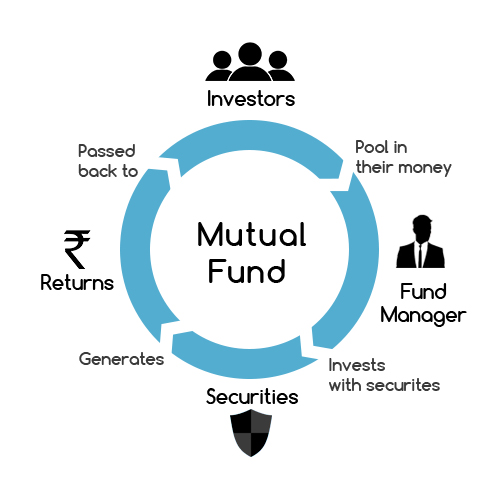 Investors
Pool in
their money
Fund
Manager
Invests
with securites
Securities
Generates
₹
Returns
Passed
back to
Mutual
Fund